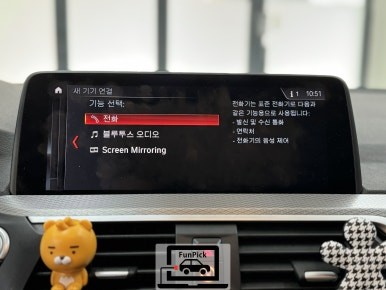 새 기기 연결
1 10:51
기능 선택:
전화
블루투스 오디오
Screen Mirroring
전화기는 표준 전화기로 다음과
같은 기능용으로 사용됩니다:
- 발신 및 수신 통화
- 연락처
- 전화기의 음성 제어
FunPick